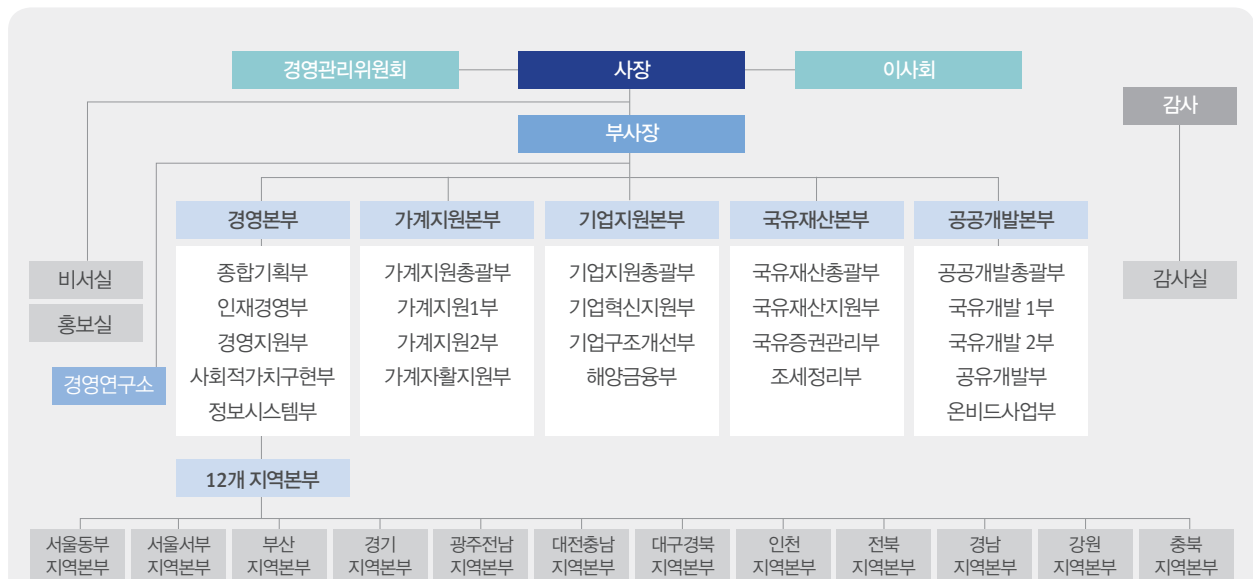 경영관리위원회
사장
이사회
감사
부사장
경영본부
가계지원본부
기업지원본부
국유재산본부
공공개발본부
비서실
홍보실
경영연구소
감사실
종합기획부
인재경영부
경영지원부
사회적가치구현부
정보시스템부
가계지원총괄부
가계지원1부
가계지원2부
가계자활지원부
기업지원총괄부
기업혁신지원부
기업구조개선부
해양금융부
국유재산총괄부
국유재산지원부
국유증권관리부
조세정리부
공공개발총괄부
국유개발 1부
국유개발 2부
공유개발부
온비드사업부
12개 지역본부
서울동부
지역본부
서울서부
지역본부
부산
지역본부
경기
지역본부
광주전남
지역본부
대전충남
지역본부
대구경북
지역본부
인천
지역본부
전북
지역본부
경남
지역본부
강원
지역본부
충북
지역본부